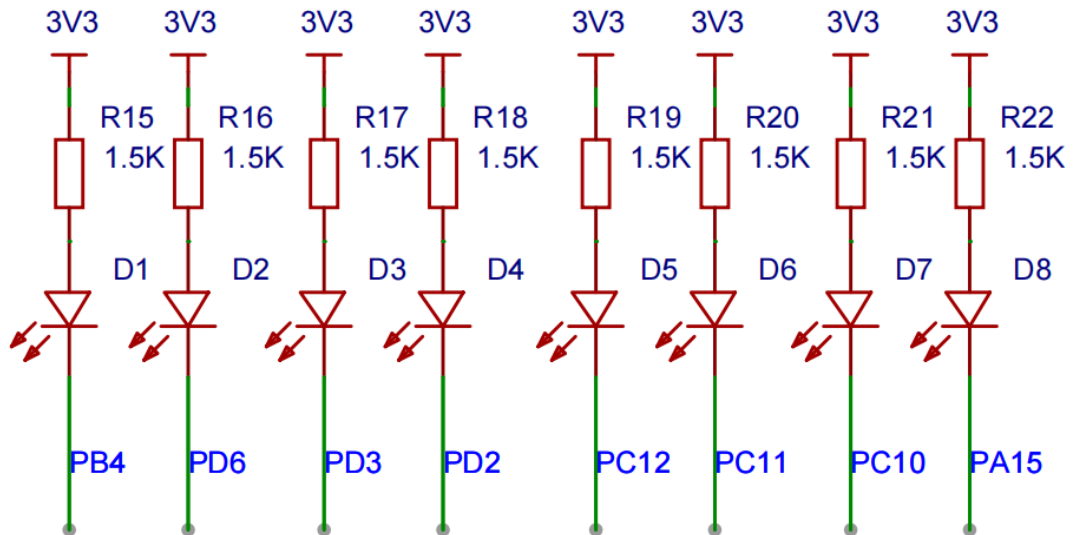 3V3 3V3 3V3 3V3 3V3 3V3 3V3 3V3
R15 R16 R17 R18 R19 R20 R21 R22
1.5K 1.5K 1.5K 1.5K 1.5K 1.5K 1.5K 1.5K
D1 D2 D3 D4 D5 D6 D7 D8
PB4 PD6 PD3 PD2 PC12 PC11 PC10 PA15